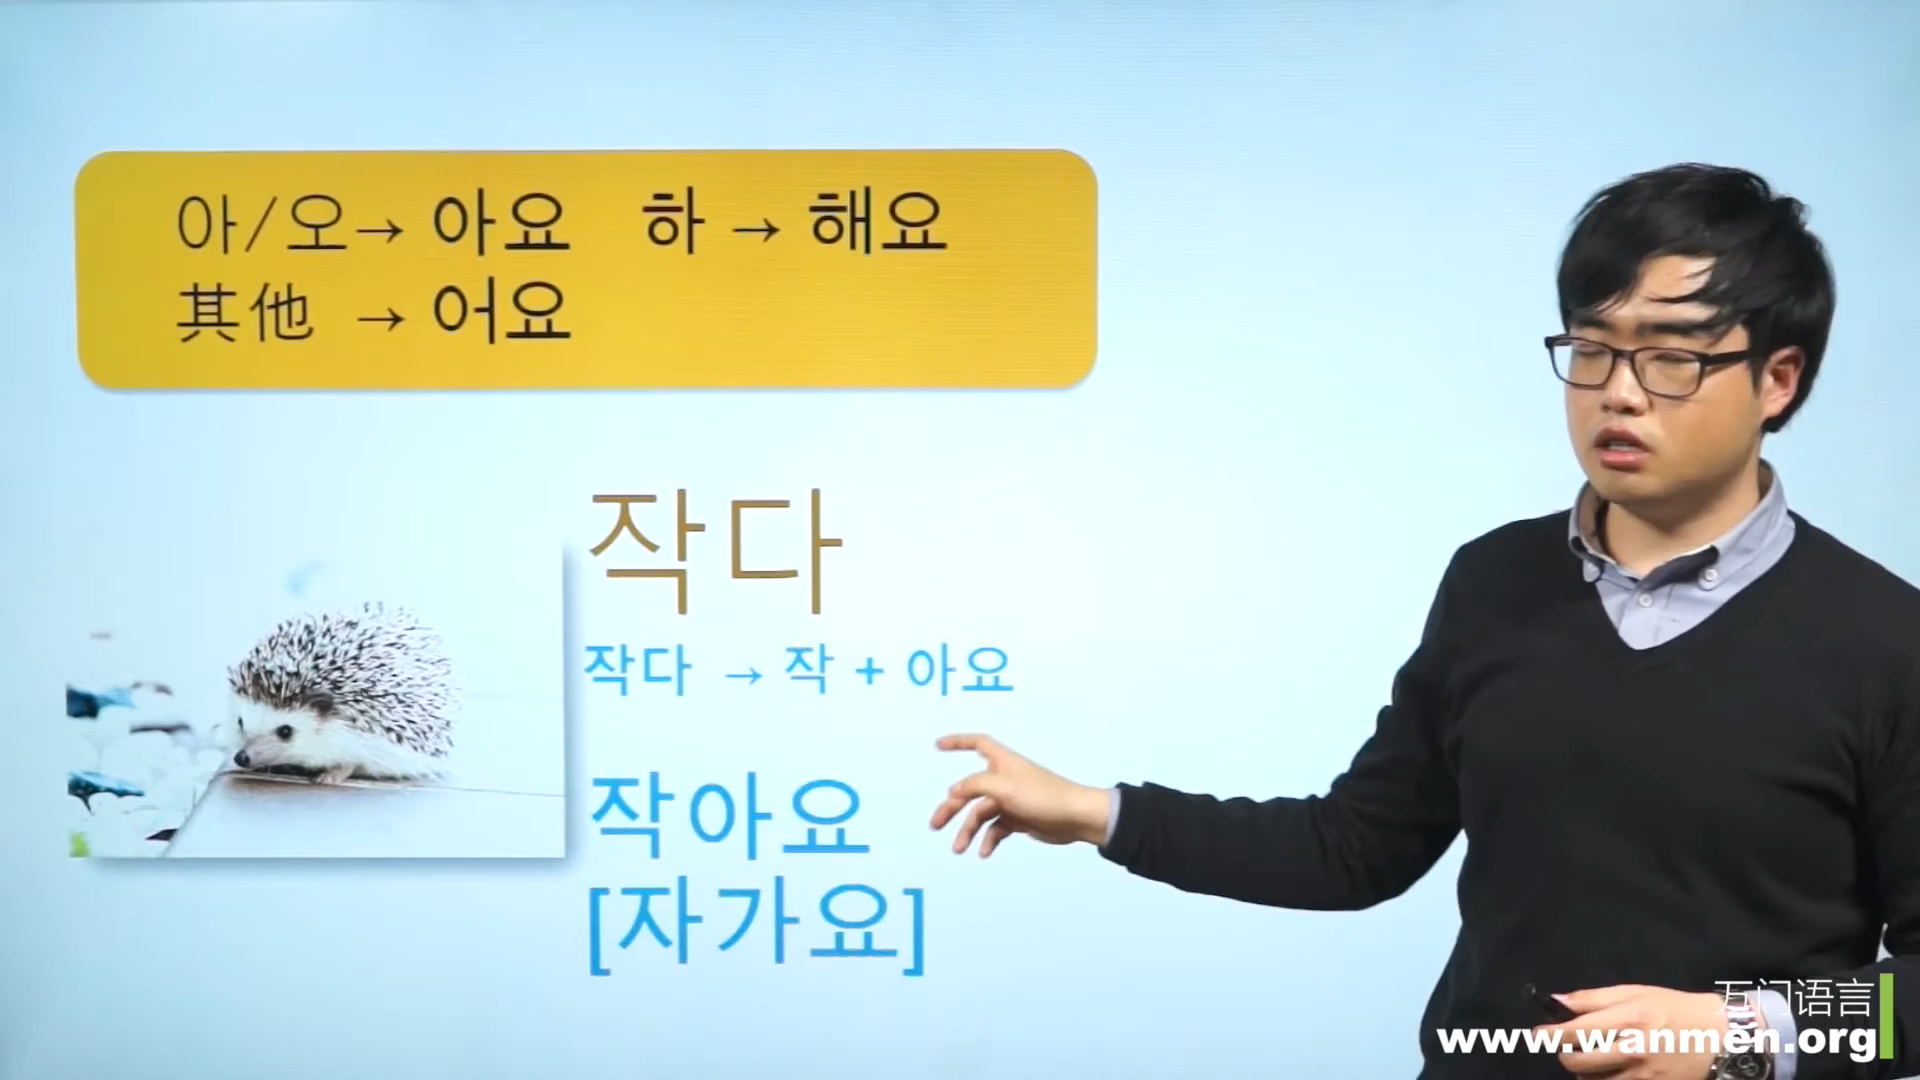 아/오→ 아요 하 → 해요
其他 → 어요
작다
작다 → 작 + 아요
작아요
[자가요]
万门语言
www.wanmen.org